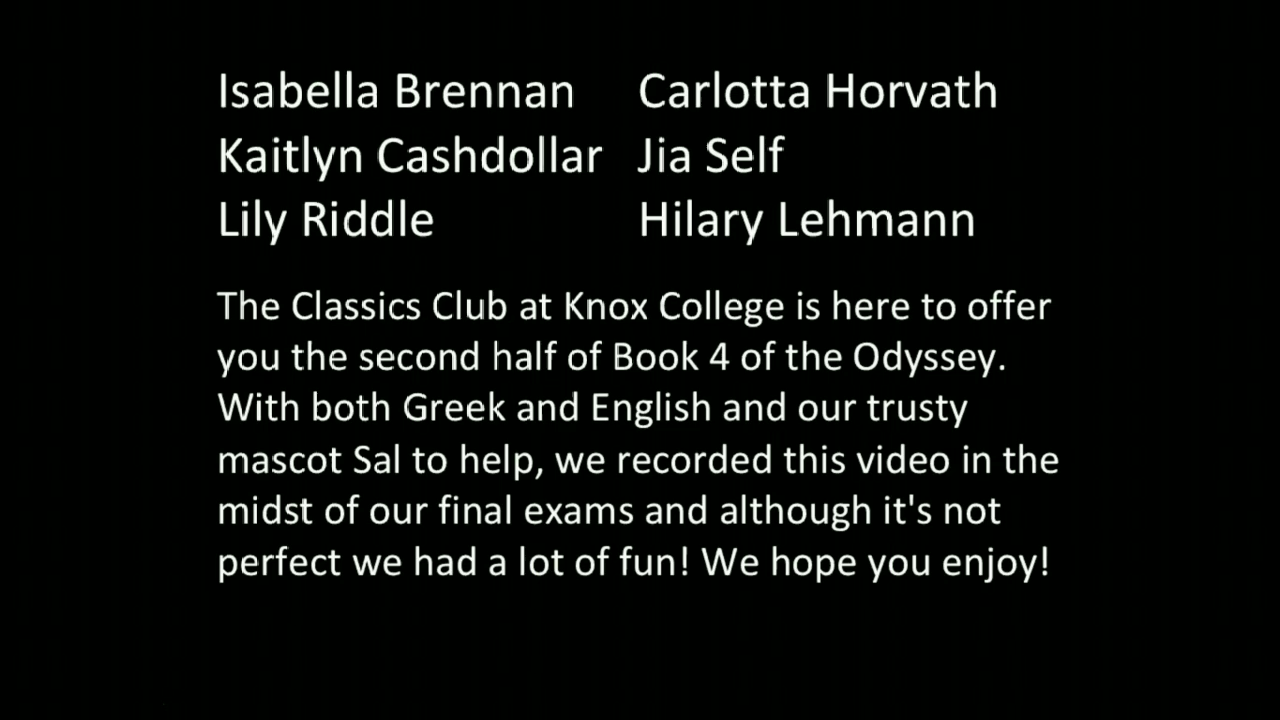 Isabella Brennan Carlotta Horvath
Kaitlyn Cashdollar Jia Self
Lily Riddle Hilary Lehmann
The Classics Club at Knox College is here to offer
you the second half of Book 4 of the Odyssey.
With both Greek and English and our trusty
mascot Sal to help, we recorded this video in the
midst of our final exams and although it's not
perfect we had a lot of fun! We hope you enjoy!